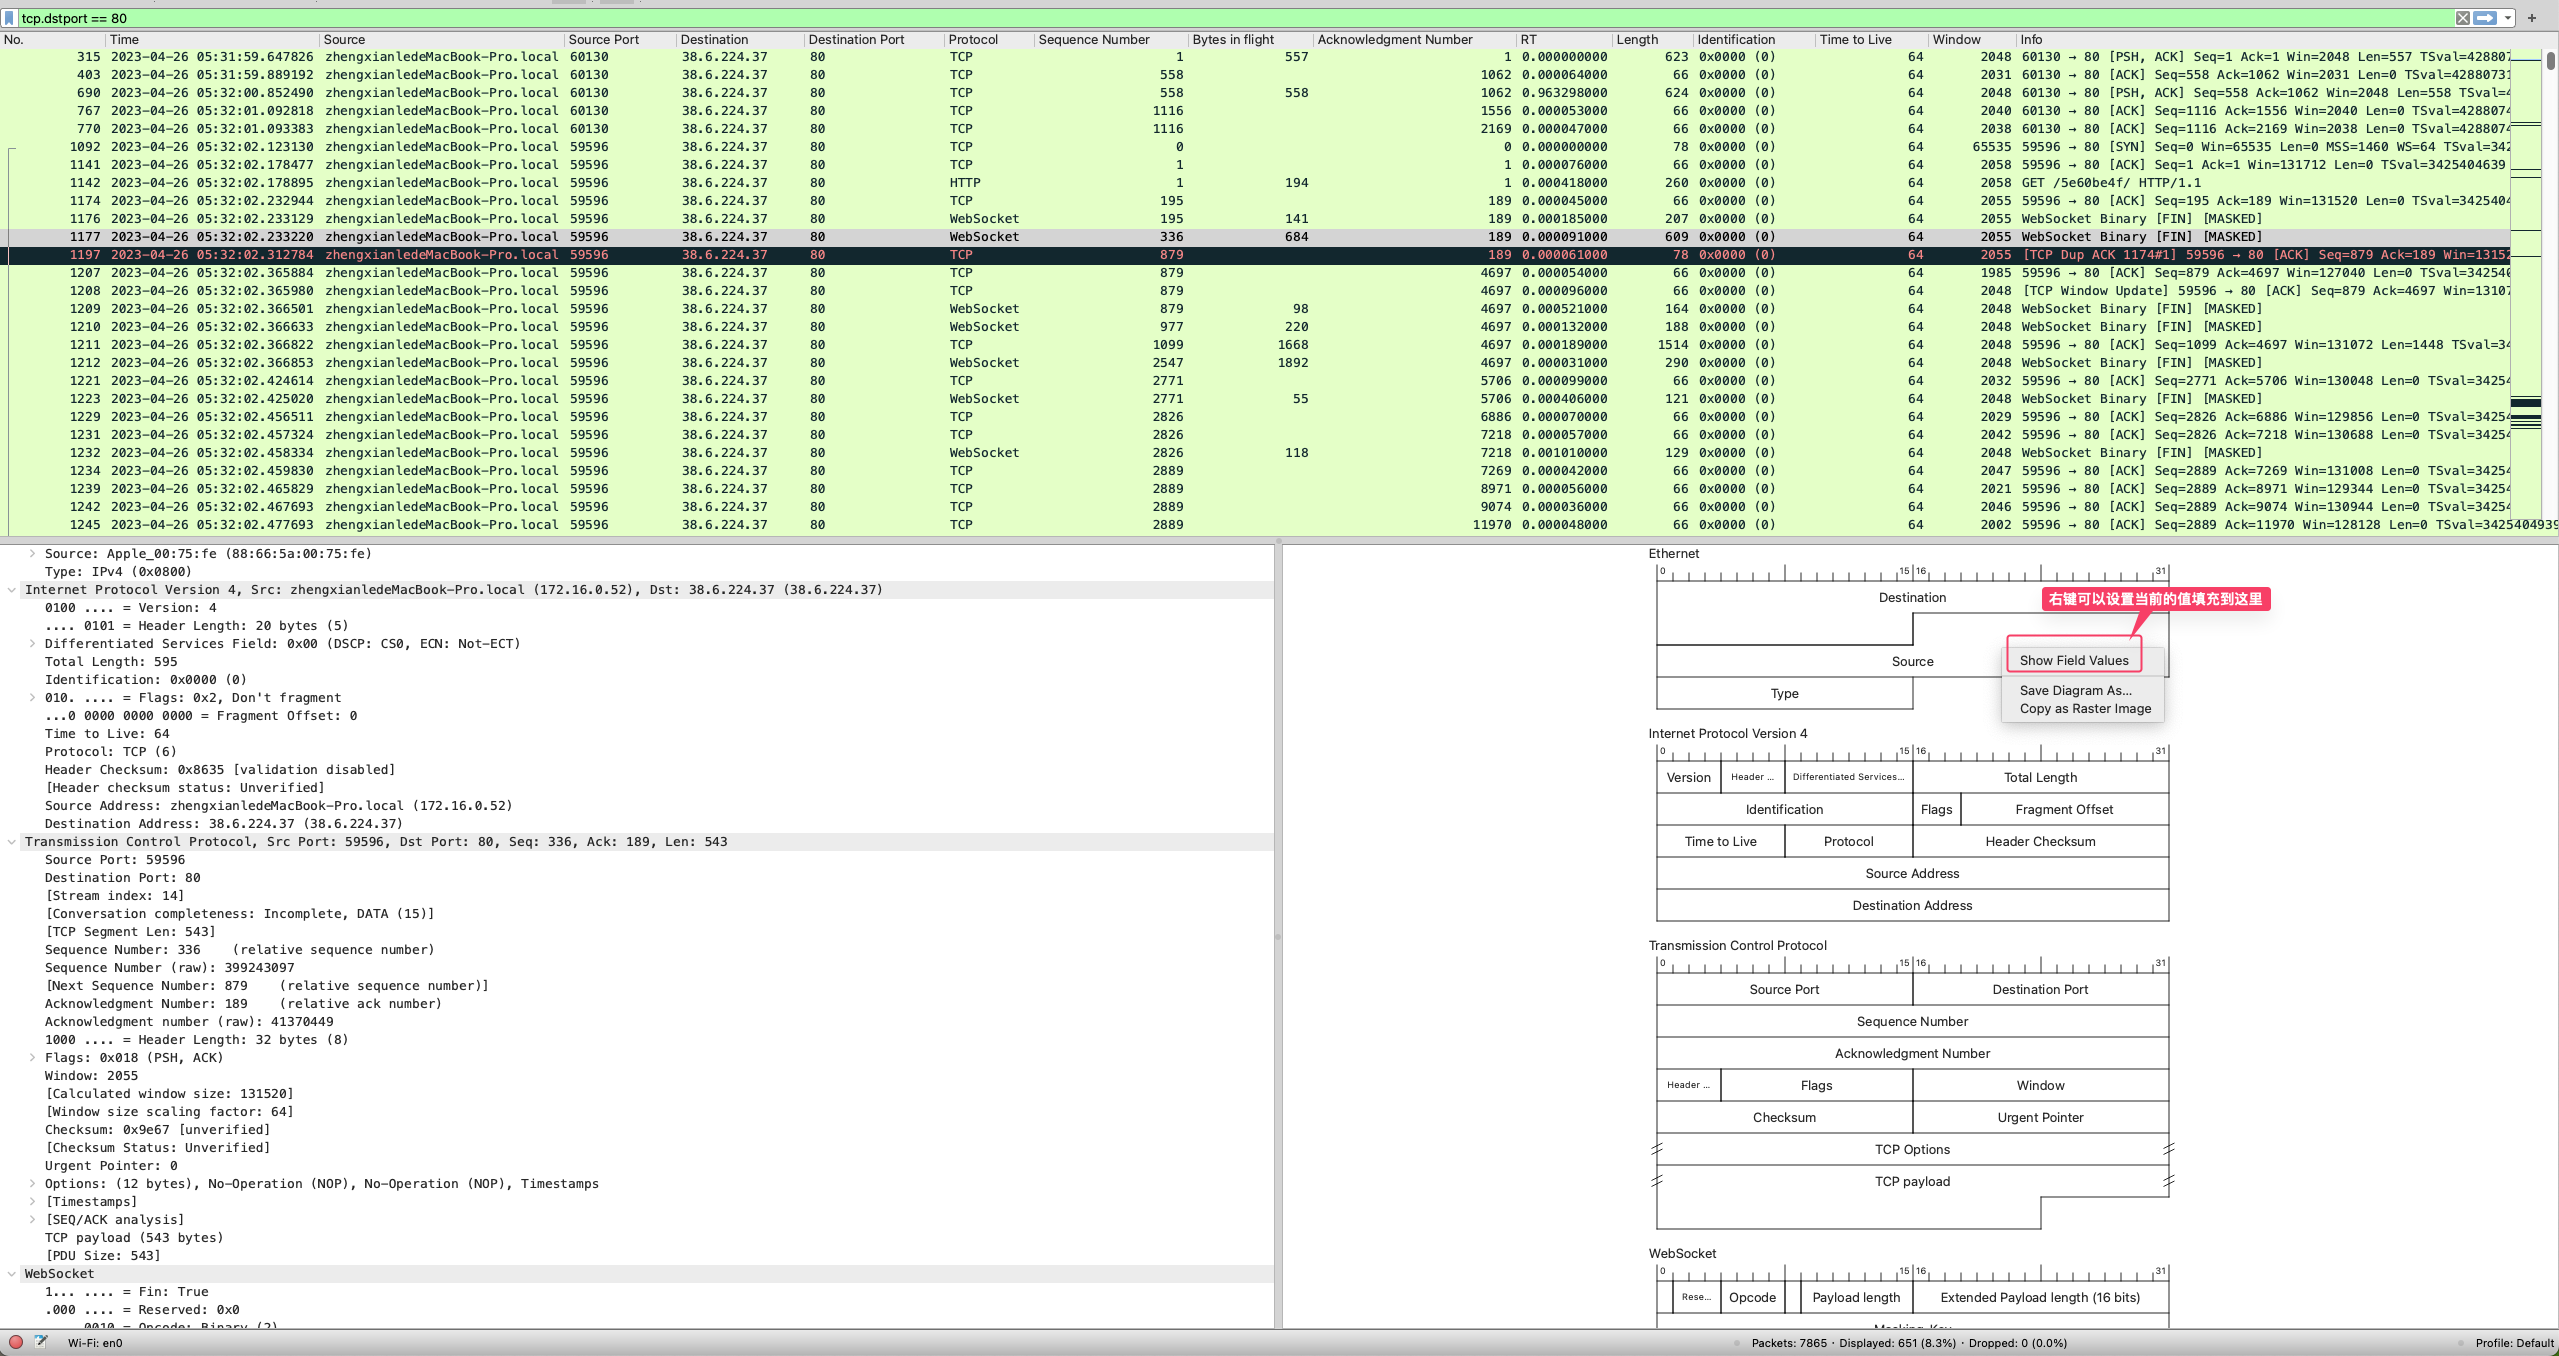 tcp.dstport == 80
No. Time Source Source Port Destination Destination Port Protocol Sequence Number Bytes in flight Acknowledgment Number RT Length Identification Time to Live Window Info
315 2023-04-26 05:31:59.647826 zhengxianledeMacBook-Pro.local 60130 38.6.224.37 80 TCP 1 557 1 0.000000000 623 0x0000 (0) 64 2048 60130 → 80 [PSH, ACK] Seq=1 Ack=1 Win=2048 Len=557 TSval=428807
403 2023-04-26 05:31:59.889192 zhengxianledeMacBook-Pro.local 60130 38.6.224.37 80 TCP 558 1062 0.000064000 66 0x0000 (0) 64 2031 60130 → 80 [ACK] Seq=558 Ack=1062 Win=2031 Len=0 TSval=42880731
690 2023-04-26 05:32:00.852490 zhengxianledeMacBook-Pro.local 60130 38.6.224.37 80 TCP 558 558 1062 0.963298000 624 0x0000 (0) 64 2048 60130 → 80 [PSH, ACK] Seq=558 Ack=1062 Win=2048 Len=558 TSval=4
767 2023-04-26 05:32:01.092818 zhengxianledeMacBook-Pro.local 60130 38.6.224.37 80 TCP 1116 1556 0.000053000 66 0x0000 (0) 64 2040 60130 → 80 [ACK] Seq=1116 Ack=1556 Win=2040 Len=0 TSval=4288074
770 2023-04-26 05:32:01.093383 zhengxianledeMacBook-Pro.local 60130 38.6.224.37 80 TCP 1116 2169 0.000047000 66 0x0000 (0) 64 2038 60130 → 80 [ACK] Seq=1116 Ack=2169 Win=2038 Len=0 TSval=4288074
1092 2023-04-26 05:32:02.123130 zhengxianledeMacBook-Pro.local 59596 38.6.224.37 80 TCP 0 0 0.000000000 78 0x0000 (0) 64 65535 59596 → 80 [SYN] Seq=0 Win=65535 Len=0 MSS=1460 WS=64 TSval=342
1141 2023-04-26 05:32:02.178477 zhengxianledeMacBook-Pro.local 59596 38.6.224.37 80 TCP 1 1 0.000076000 66 0x0000 (0) 64 2058 59596 → 80 [ACK] Seq=1 Ack=1 Win=131712 Len=0 TSval=3425404639
1142 2023-04-26 05:32:02.178895 zhengxianledeMacBook-Pro.local 59596 38.6.224.37 80 HTTP 1 194 1 0.000418000 260 0x0000 (0) 64 2058 GET /5e60be4f/ HTTP/1.1
1174 2023-04-26 05:32:02.232944 zhengxianledeMacBook-Pro.local 59596 38.6.224.37 80 TCP 195 189 0.000045000 66 0x0000 (0) 64 2055 59596 → 80 [ACK] Seq=195 Ack=189 Win=131520 Len=0 TSval=342540
1176 2023-04-26 05:32:02.233129 zhengxianledeMacBook-Pro.local 59596 38.6.224.37 80 WebSocket 195 141 189 0.000185000 207 0x0000 (0) 64 2055 WebSocket Binary [FIN] [MASKED]
1177 2023-04-26 05:32:02.233220 zhengxianledeMacBook-Pro.local 59596 38.6.224.37 80 WebSocket 336 684 189 0.000091000 609 0x0000 (0) 64 2055 WebSocket Binary [FIN] [MASKED]
1197 2023-04-26 05:32:02.312784 zhengxianledeMacBook-Pro.local 59596 38.6.224.37 80 TCP 879 189 0.000061000 78 0x0000 (0) 64 2055 [TCP Dup ACK 1174#1] 59596 → 80 [ACK] Seq=879 Ack=189 Win=1315
1207 2023-04-26 05:32:02.365884 zhengxianledeMacBook-Pro.local 59596 38.6.224.37 80 TCP 879 4697 0.000054000 66 0x0000 (0) 64 1985 59596 → 80 [ACK] Seq=879 Ack=4697 Win=127040 Len=0 TSval=342540
1208 2023-04-26 05:32:02.365980 zhengxianledeMacBook-Pro.local 59596 38.6.224.37 80 TCP 879 4697 0.000096000 66 0x0000 (0) 64 2048 [TCP Window Update] 59596 → 80 [ACK] Seq=879 Ack=4697 Win=13107
1209 2023-04-26 05:32:02.366501 zhengxianledeMacBook-Pro.local 59596 38.6.224.37 80 WebSocket 879 98 4697 0.000521000 164 0x0000 (0) 64 2048 WebSocket Binary [FIN] [MASKED]
1210 2023-04-26 05:32:02.366633 zhengxianledeMacBook-Pro.local 59596 38.6.224.37 80 WebSocket 977 220 4697 0.000132000 188 0x0000 (0) 64 2048 WebSocket Binary [FIN] [MASKED]
1211 2023-04-26 05:32:02.366822 zhengxianledeMacBook-Pro.local 59596 38.6.224.37 80 TCP 1099 1668 4697 0.000189000 1514 0x0000 (0) 64 2048 59596 → 80 [ACK] Seq=1099 Ack=4697 Win=131072 Len=1448 TSval=34
1212 2023-04-26 05:32:02.366853 zhengxianledeMacBook-Pro.local 59596 38.6.224.37 80 WebSocket 2547 1892 4697 0.000031000 290 0x0000 (0) 64 2048 WebSocket Binary [FIN] [MASKED]
1221 2023-04-26 05:32:02.424614 zhengxianledeMacBook-Pro.local 59596 38.6.224.37 80 TCP 2771 5706 0.000099000 66 0x0000 (0) 64 2032 59596 → 80 [ACK] Seq=2771 Ack=5706 Win=130048 Len=0 TSval=34254
1223 2023-04-26 05:32:02.425020 zhengxianledeMacBook-Pro.local 59596 38.6.224.37 80 WebSocket 2771 55 5706 0.000406000 121 0x0000 (0) 64 2048 WebSocket Binary [FIN] [MASKED]
1229 2023-04-26 05:32:02.456511 zhengxianledeMacBook-Pro.local 59596 38.6.224.37 80 TCP 2826 6886 0.000070000 66 0x0000 (0) 64 2029 59596 → 80 [ACK] Seq=2826 Ack=6886 Win=129856 Len=0 TSval=34254
1231 2023-04-26 05:32:02.457324 zhengxianledeMacBook-Pro.local 59596 38.6.224.37 80 TCP 2826 7218 0.000057000 66 0x0000 (0) 64 2042 59596 → 80 [ACK] Seq=2826 Ack=7218 Win=130688 Len=0 TSval=34254
1232 2023-04-26 05:32:02.458334 zhengxianledeMacBook-Pro.local 59596 38.6.224.37 80 WebSocket 2826 118 7218 0.001010000 129 0x0000 (0) 64 2048 WebSocket Binary [FIN] [MASKED]
1234 2023-04-26 05:32:02.459830 zhengxianledeMacBook-Pro.local 59596 38.6.224.37 80 TCP 2889 7269 0.000042000 66 0x0000 (0) 64 2047 59596 → 80 [ACK] Seq=2889 Ack=7269 Win=131008 Len=0 TSval=34254
1239 2023-04-26 05:32:02.465829 zhengxianledeMacBook-Pro.local 59596 38.6.224.37 80 TCP 2889 8971 0.000056000 66 0x0000 (0) 64 2021 59596 → 80 [ACK] Seq=2889 Ack=8971 Win=129344 Len=0 TSval=34254
1242 2023-04-26 05:32:02.467693 zhengxianledeMacBook-Pro.local 59596 38.6.224.37 80 TCP 2889 9074 0.000036000 66 0x0000 (0) 64 2046 59596 → 80 [ACK] Seq=2889 Ack=9074 Win=130944 Len=0 TSval=34254
1245 2023-04-26 05:32:02.477693 zhengxianledeMacBook-Pro.local 59596 38.6.224.37 80 TCP 2889 11970 0.000048000 66 0x0000 (0) 64 2002 59596 → 80 [ACK] Seq=2889 Ack=11970 Win=128128 Len=0 TSval=3425404939
Source: Apple_00:75:fe (88:66:5a:00:75:fe)
Type: IPv4 (0x0800)
Internet Protocol Version 4, Src: zhengxianledeMacBook-Pro.local (172.16.0.52), Dst: 38.6.224.37 (38.6.224.37)
0100 .... = Version: 4
.... 0101 = Header Length: 20 bytes (5)
Differentiated Services Field: 0x00 (DSCP: CS0, ECN: Not-ECT)
Total Length: 595
Identification: 0x0000 (0)
010. .... = Flags: 0x2, Don't fragment
...0 0000 0000 0000 = Fragment Offset: 0
Time to Live: 64
Protocol: TCP (6)
Header Checksum: 0x8635 [validation disabled]
[Header checksum status: Unverified]
Source Address: zhengxianledeMacBook-Pro.local (172.16.0.52)
Destination Address: 38.6.224.37 (38.6.224.37)
Transmission Control Protocol, Src Port: 59596, Dst Port: 80, Seq: 336, Ack: 189, Len: 543
Source Port: 59596
Destination Port: 80
[Stream index: 14]
[Conversation completeness: Incomplete, DATA (15)]
[TCP Segment Len: 543]
Sequence Number: 336 (relative sequence number)
Sequence Number (raw): 399243097
[Next Sequence Number: 879 (relative sequence number)]
Acknowledgment Number: 189 (relative ack number)
Acknowledgment number (raw): 41370449
1000 .... = Header Length: 32 bytes (8)
Flags: 0x018 (PSH, ACK)
Window: 2055
[Calculated window size: 131520]
[Window size scaling factor: 64]
Checksum: 0x9e67 [unverified]
[Checksum Status: Unverified]
Urgent Pointer: 0
Options: (12 bytes), No-Operation (NOP), No-Operation (NOP), Timestamps
[Timestamps]
[SEQ/ACK analysis]
TCP payload (543 bytes)
[PDU Size: 543]
WebSocket
1... .... = Fin: True
.000 .... = Reserved: 0x0
.... 0010 = Opcode: Binary (2)
Ethernet
0 15 16 31
Destination
右键可以设置当前的值填充到这里
Source
Show Field Values
Type
Save Diagram As...
Copy as Raster Image
Internet Protocol Version 4
0 15 16 31
Version Header ... Differentiated Services... Total Length
Identification Flags Fragment Offset
Time to Live Protocol Header Checksum
Source Address
Destination Address
Transmission Control Protocol
0 15 16 31
Source Port Destination Port
Sequence Number
Acknowledgment Number
Header ... Flags Window
Checksum Urgent Pointer
TCP Options
TCP payload
WebSocket
0 15 16 31
Rese... Opcode Payload length Extended Payload length (16 bits)
Masking-Key
Wi-Fi: en0 Packets: 7865 · Displayed: 651 (8.3%) · Dropped: 0 (0.0%) Profile: Default